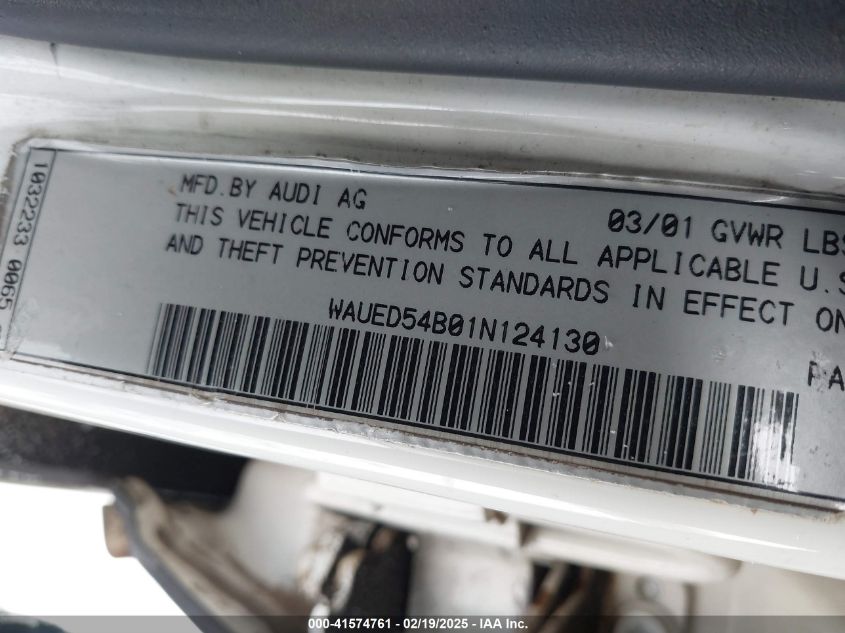 1032233 0065
MFD.BY AUDI AG 03/01 GVWR LBS
THIS VEHICLE CONFORMS TO ALL APPLICABLE U.S
AND THEFT PREVENTION STANDARDS IN EFFECT ON
WAUED54B01N124130
PA
000-41574761 - 02/19/2025 - IAA Inc.